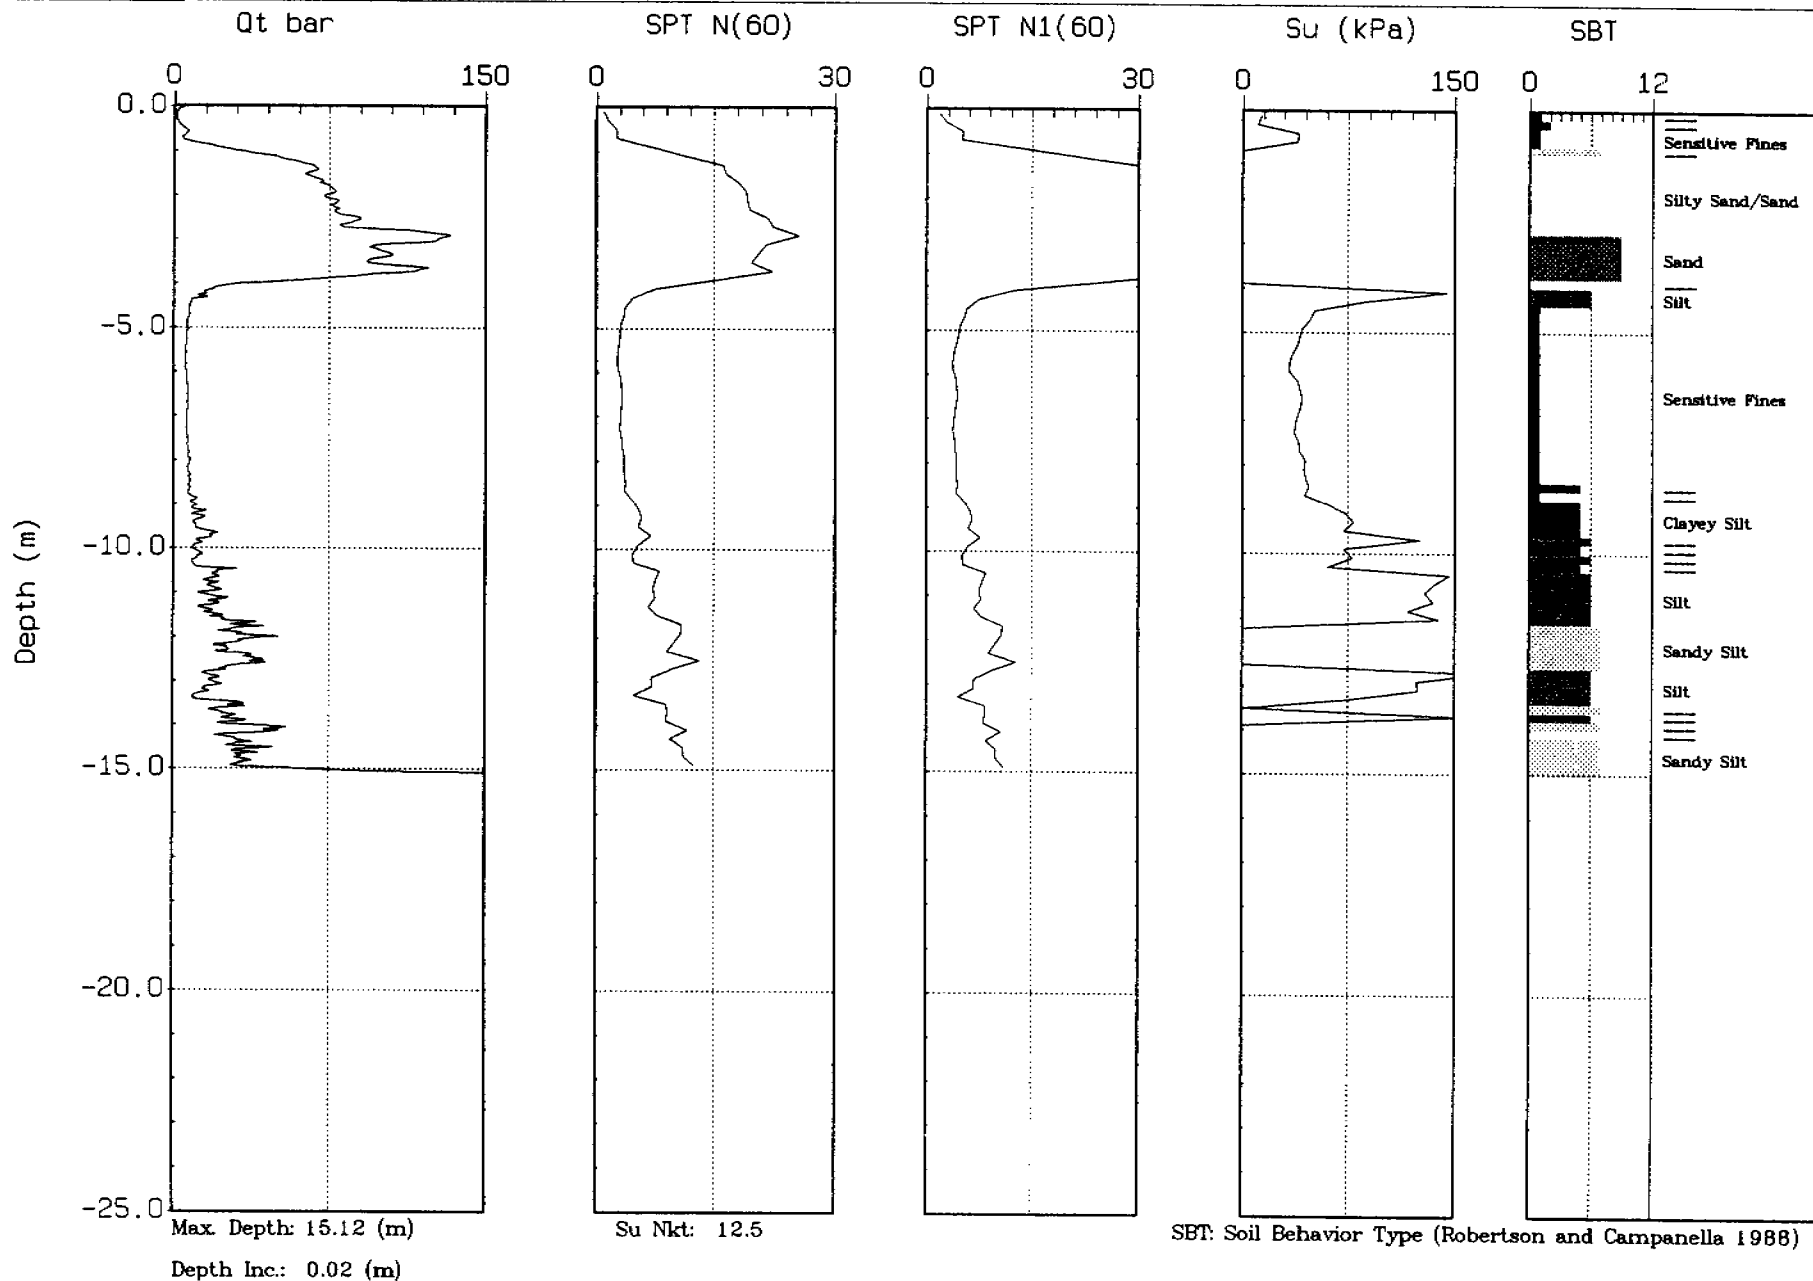 Qt bar SPT N(60) SPT N1(60) Su (kPa) SBT
0 150 0 30 0 30 0 150 0 12
0.0
Sensitive Fines
Silty Sand/Sand
Sand
Silt
-5.0
Sensitive Fines
Clayey Silt
-10.0
Silt
Sandy Silt
Silt
Sandy Silt
-15.0
-20.0
-25.0
Depth (m)
Max. Depth: 15.12 (m)
Su Nkt: 12.5
SBT: Soil Behavior Type (Robertson and Campanella 1988)
Depth Inc.: 0.02 (m)